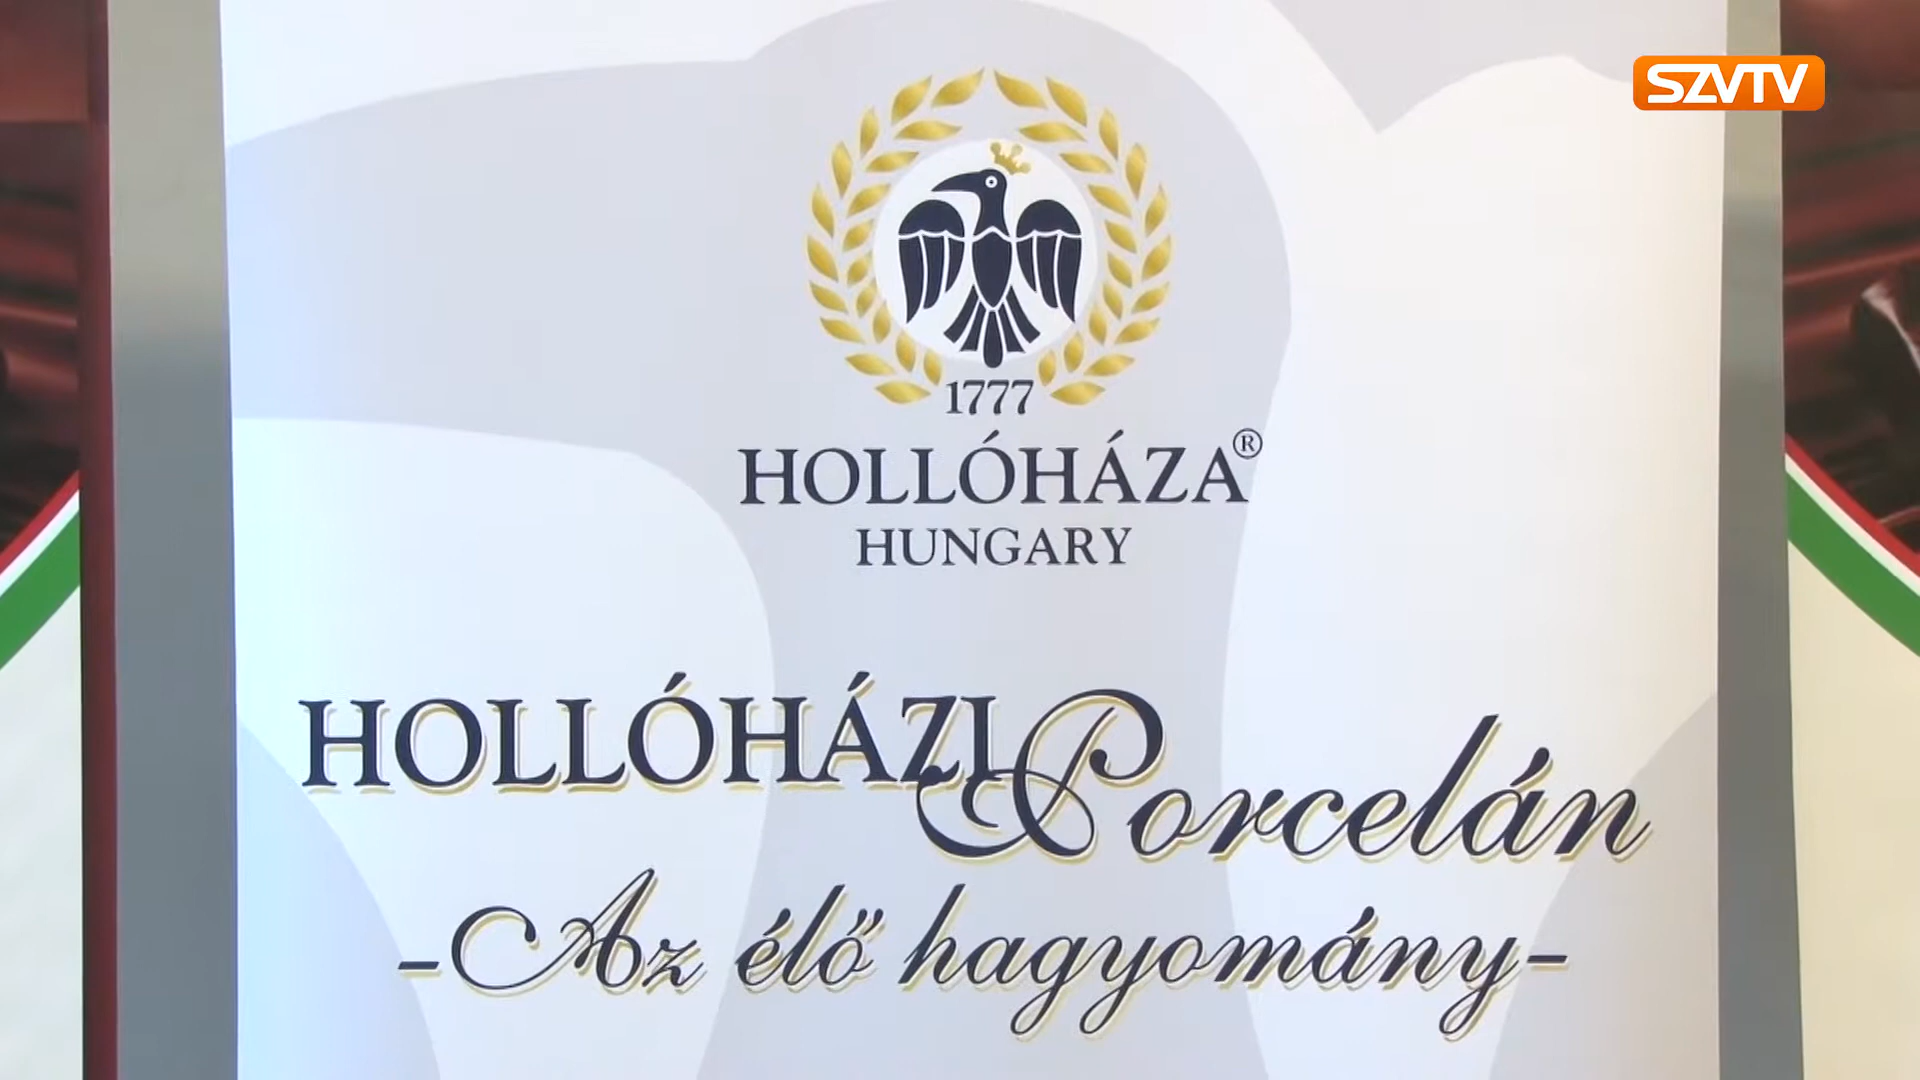 SZVTV
1777
HOLLÓHÁZA®
HUNGARY
HOLLÓHÁZI Porcelán
-Az élő hagyomány-